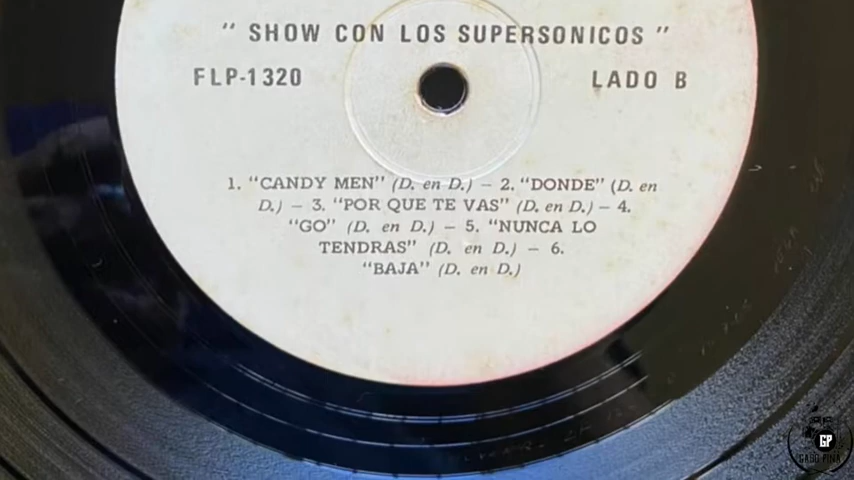 " SHOW CON LOS SUPERSONICOS "
FLP-1320 LADO B
1. "CANDY MEN" (D. en D.) — 2. "DONDE" (D. en
D.) — 3. "POR QUE TE VAS" (D. en D.) — 4.
"GO" (D. en D.) — 5. "NUNCA LO
TENDRAS" (D. en D.) — 6.
"BAJA" (D. en D.)
GP
GABO PINA